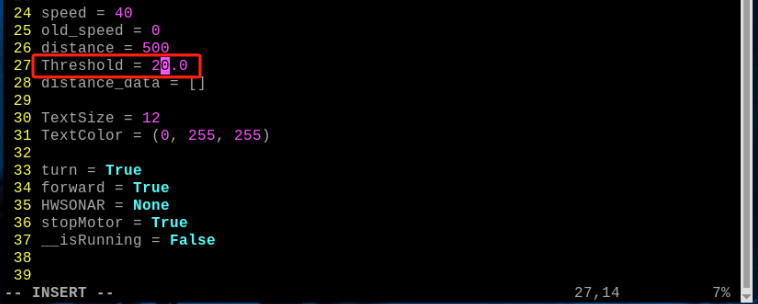 24 speed = 40
25 old_speed = 0
26 distance = 500
27 Threshold = 20.0
28 distance_data = []
29
30 TextSize = 12
31 TextColor = (0, 255, 255)
32
33 turn = True
34 forward = True
35 HWSONAR = None
36 stopMotor = True
37 __isRunning = False
38
39
-- INSERT -- 27,14 7%